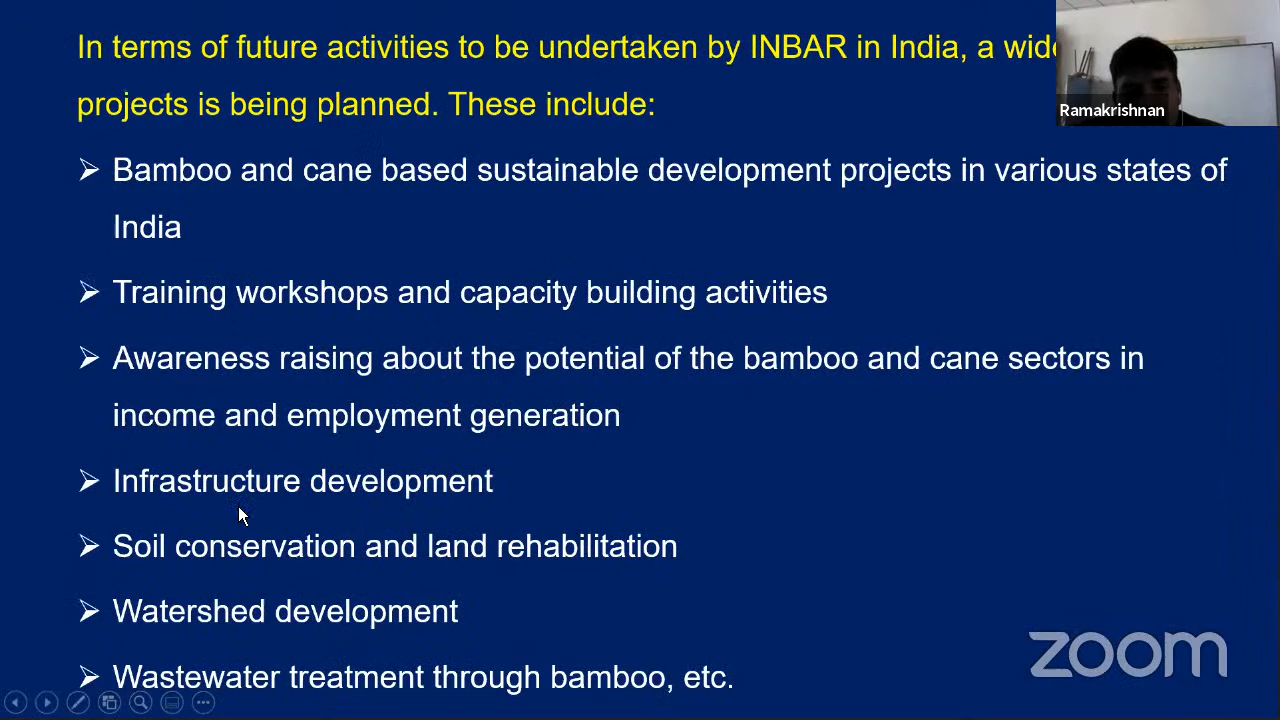 In terms of future activities to be undertaken by INBAR in India, a wide
projects is being planned. These include:
Ramakrishnan
Bamboo and cane based sustainable development projects in various states of
India
Training workshops and capacity building activities
Awareness raising about the potential of the bamboo and cane sectors in
income and employment generation
Infrastructure development
Soil conservation and land rehabilitation
Watershed development
Wastewater treatment through bamboo, etc.
zoom